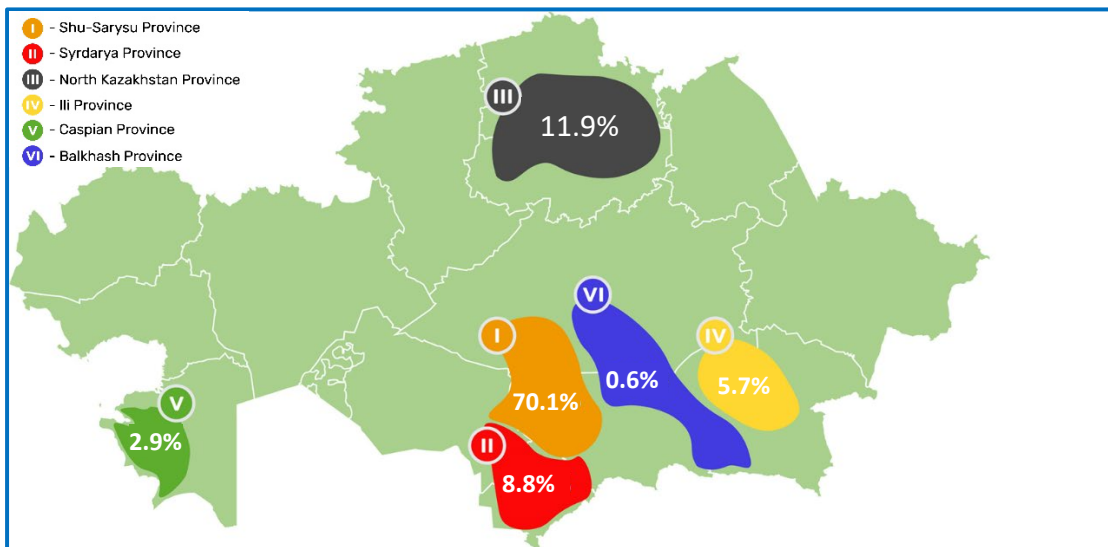 I - Shu-Sarysu Province
II - Syrdarya Province
III - North Kazakhstan Province
IV - Ili Province
V - Caspian Province
VI - Balkhash Province
III
11.9%
VI
I
IV
0.6%
5.7%
70.1%
V
2.9%
II
8.8%